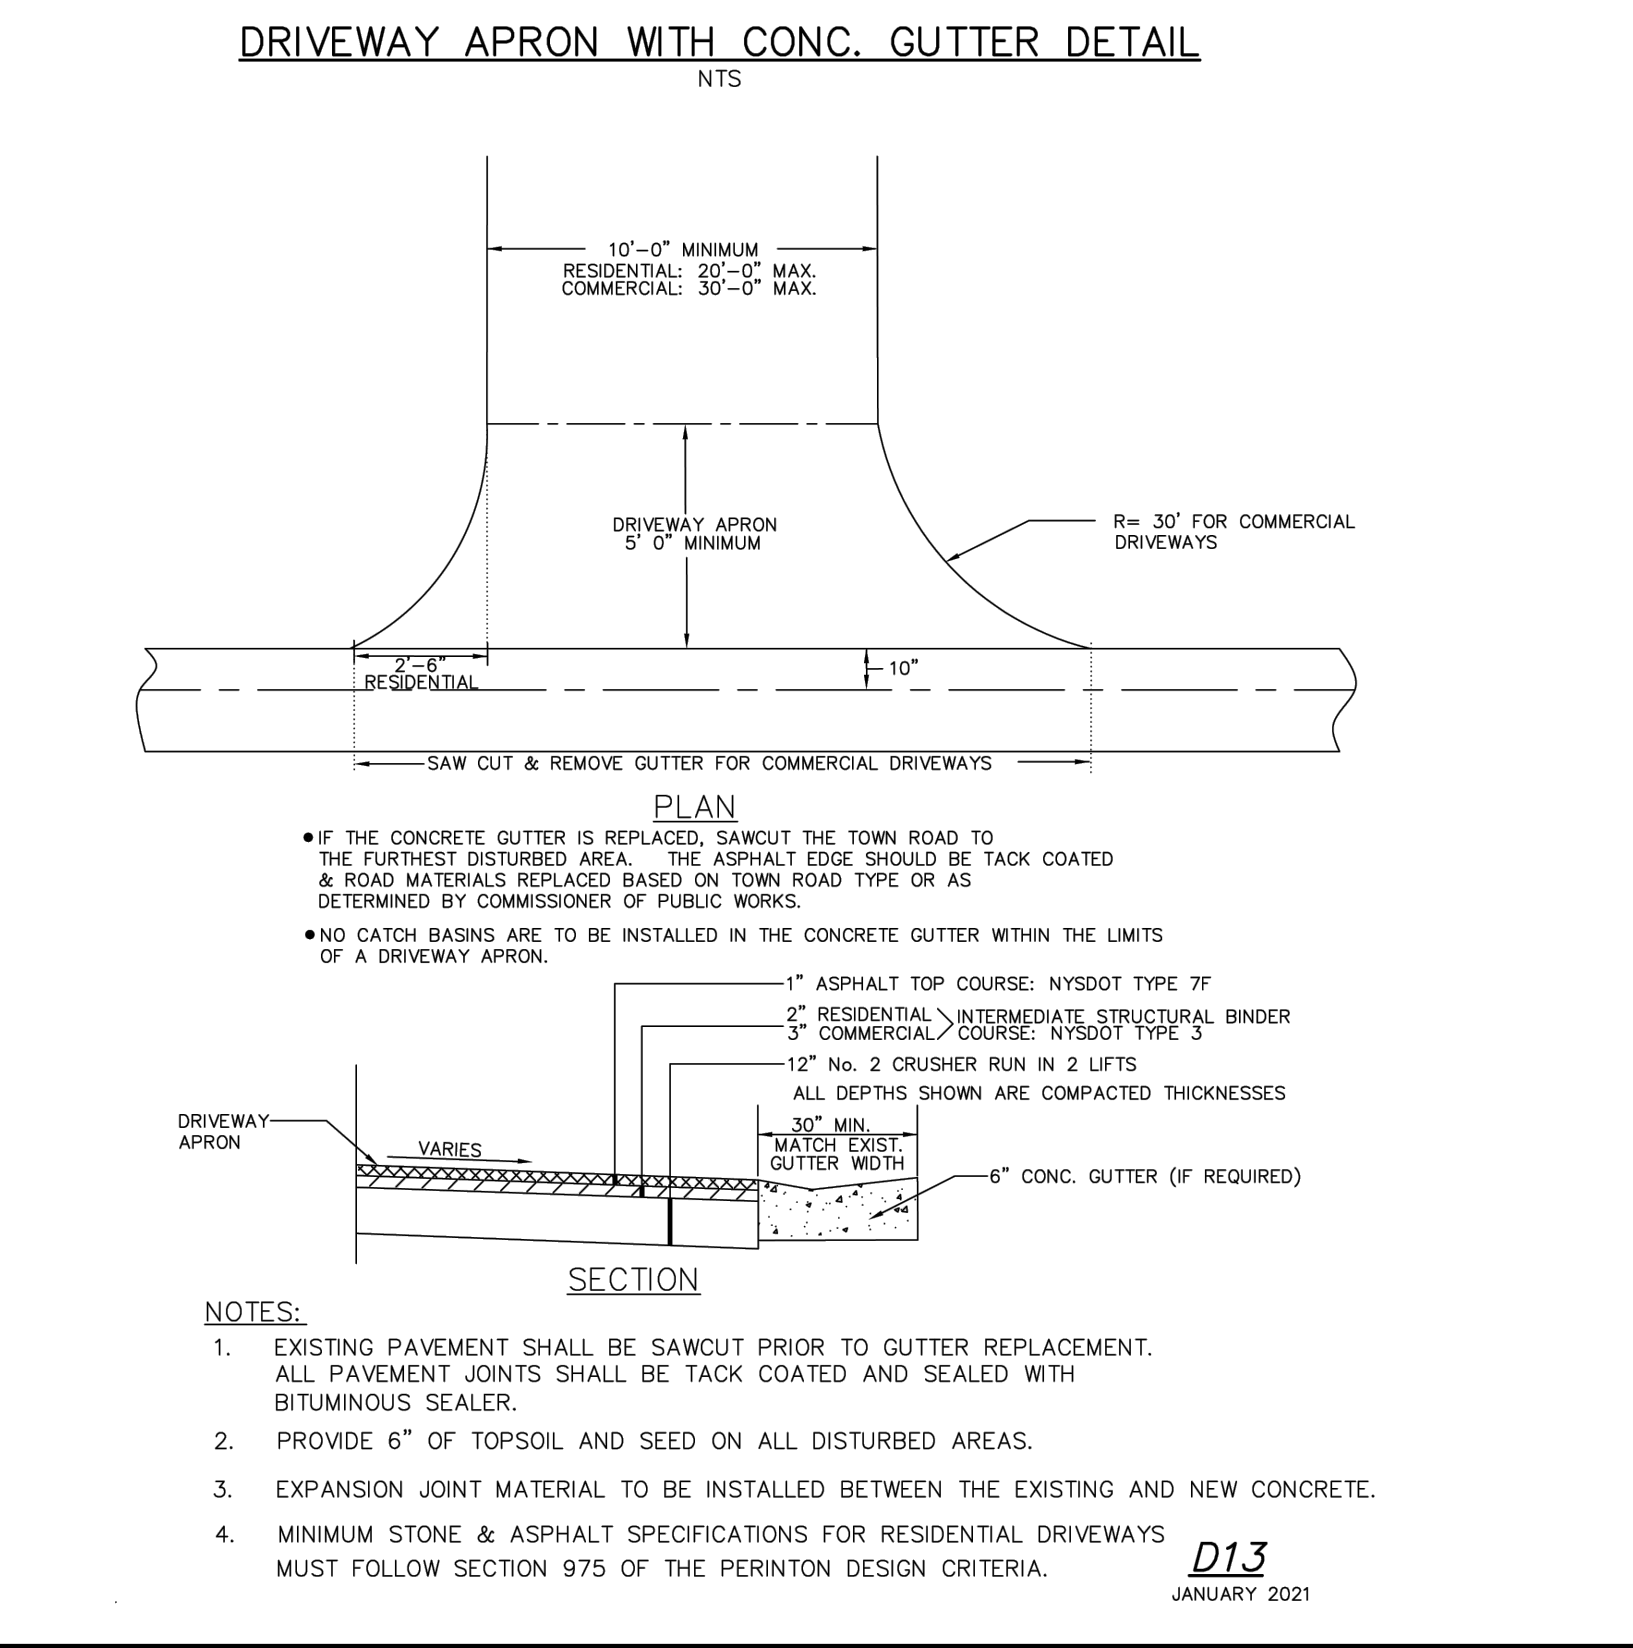 DRIVEWAY APRON WITH CONC. GUTTER DETAIL
NTS
10'-0" MINIMUM
RESIDENTIAL: 20'-0" MAX.
COMMERCIAL: 30'-0" MAX.
DRIVEWAY APRON
5' 0" MINIMUM
R= 30' FOR COMMERCIAL
DRIVEWAYS
2'-6"
RESIDENTIAL
10"
SAW CUT & REMOVE GUTTER FOR COMMERCIAL DRIVEWAYS
PLAN
● IF THE CONCRETE GUTTER IS REPLACED, SAWCUT THE TOWN ROAD TO
THE FURTHEST DISTURBED AREA. THE ASPHALT EDGE SHOULD BE TACK COATED
& ROAD MATERIALS REPLACED BASED ON TOWN ROAD TYPE OR AS
DETERMINED BY COMMISSIONER OF PUBLIC WORKS.
● NO CATCH BASINS ARE TO BE INSTALLED IN THE CONCRETE GUTTER WITHIN THE LIMITS
OF A DRIVEWAY APRON.
1" ASPHALT TOP COURSE: NYSDOT TYPE 7F
2" RESIDENTIAL INTERMEDIATE STRUCTURAL BINDER
3" COMMERCIAL COURSE: NYSDOT TYPE 3
12" No. 2 CRUSHER RUN IN 2 LIFTS
ALL DEPTHS SHOWN ARE COMPACTED THICKNESSES
DRIVEWAY
APRON
VARIES
30" MIN.
MATCH EXIST.
GUTTER WIDTH
6" CONC. GUTTER (IF REQUIRED)
SECTION
NOTES:
1. EXISTING PAVEMENT SHALL BE SAWCUT PRIOR TO GUTTER REPLACEMENT.
ALL PAVEMENT JOINTS SHALL BE TACK COATED AND SEALED WITH
BITUMINOUS SEALER.
2. PROVIDE 6" OF TOPSOIL AND SEED ON ALL DISTURBED AREAS.
3. EXPANSION JOINT MATERIAL TO BE INSTALLED BETWEEN THE EXISTING AND NEW CONCRETE.
4. MINIMUM STONE & ASPHALT SPECIFICATIONS FOR RESIDENTIAL DRIVEWAYS
MUST FOLLOW SECTION 975 OF THE PERINTON DESIGN CRITERIA.
D13
JANUARY 2021